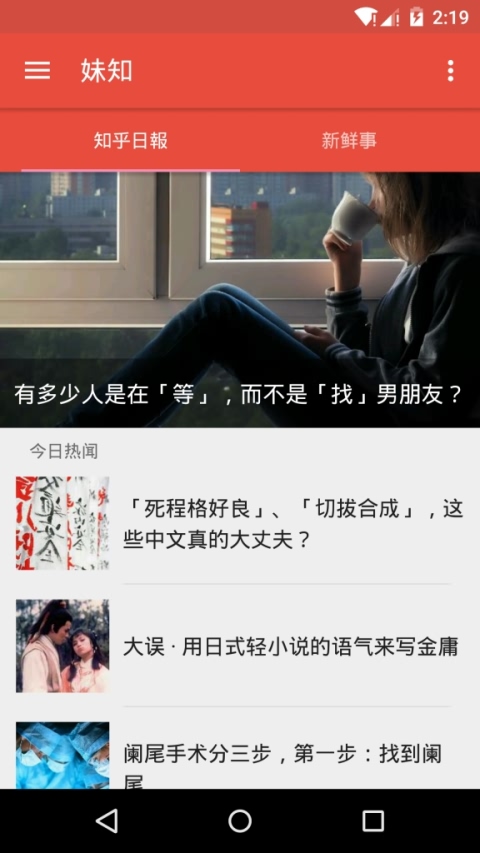 2:19
妹知
知乎日報
新鲜事
有多少人是在「等」，而不是「找」男朋友？
今日热闻
「死程格好良」、「切拔合成」，这
些中文真的大丈夫？
大误 · 用日式轻小说的语气来写金庸
阑尾手术分三步，第一步：找到阑
尾